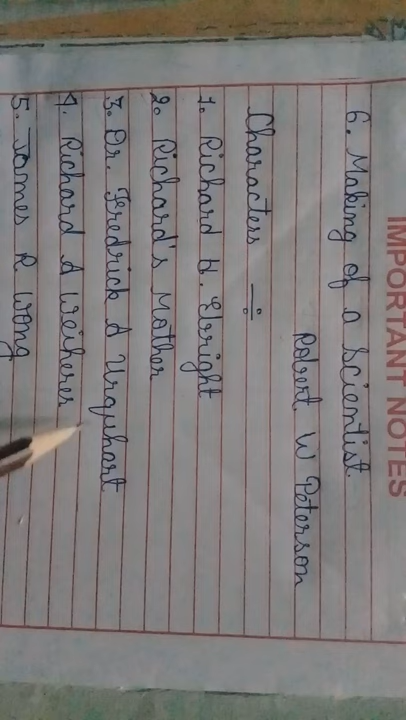 IMPORTANT NOTES
6. Making of a Scientist
Robert W Peterson
Characters ÷
1. Richard H. Ebright
2. Richard's Mother
3. Dr. Fredrick A Urquhart
4. Richard A Weiherer
5. James R Wong